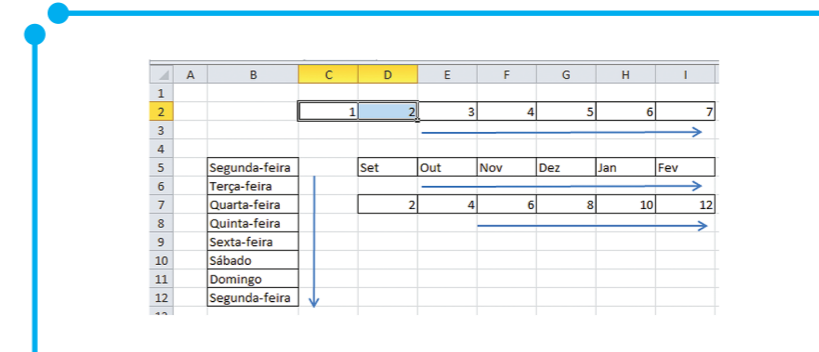 A B C D E F G H I
1
2 1 2 3 4 5 6 7
3
4
5 Segunda-feira Set Out Nov Dez Jan Fev
6 Terça-feira
7 Quarta-feira 2 4 6 8 10 12
8 Quinta-feira
9 Sexta-feira
10 Sábado
11 Domingo
12 Segunda-feira